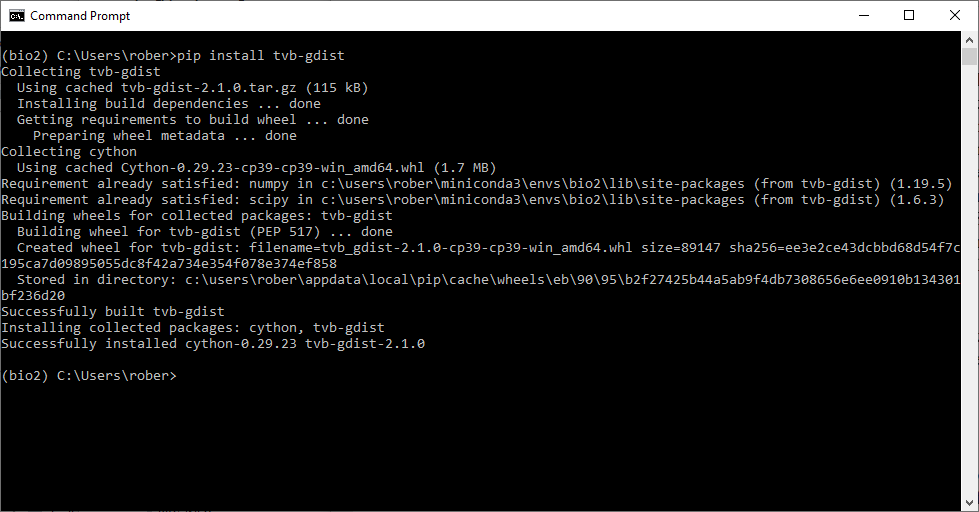 Command Prompt
(bio2) C:\Users\rober>pip install tvb-gdist
Collecting tvb-gdist
  Using cached tvb-gdist-2.1.0.tar.gz (115 kB)
  Installing build dependencies ... done
  Getting requirements to build wheel ... done
    Preparing wheel metadata ... done
Collecting cython
  Using cached Cython-0.29.23-cp39-cp39-win_amd64.whl (1.7 MB)
Requirement already satisfied: numpy in c:\users\rober\miniconda3\envs\bio2\lib\site-packages (from tvb-gdist) (1.19.5)
Requirement already satisfied: scipy in c:\users\rober\miniconda3\envs\bio2\lib\site-packages (from tvb-gdist) (1.6.3)
Building wheels for collected packages: tvb-gdist
  Building wheel for tvb-gdist (PEP 517) ... done
  Created wheel for tvb-gdist: filename=tvb_gdist-2.1.0-cp39-cp39-win_amd64.whl size=89147 sha256=ee3e2ce43dcbbd68d54f7c
195ca7d09895055dc8f42a734e354f078e374ef858
  Stored in directory: c:\users\rober\appdata\local\pip\cache\wheels\eb\90\95\b2f27425b44a5ab9f4db7308656e6ee0910b134301
bf236d20
Successfully built tvb-gdist
Installing collected packages: cython, tvb-gdist
Successfully installed cython-0.29.23 tvb-gdist-2.1.0
(bio2) C:\Users\rober>